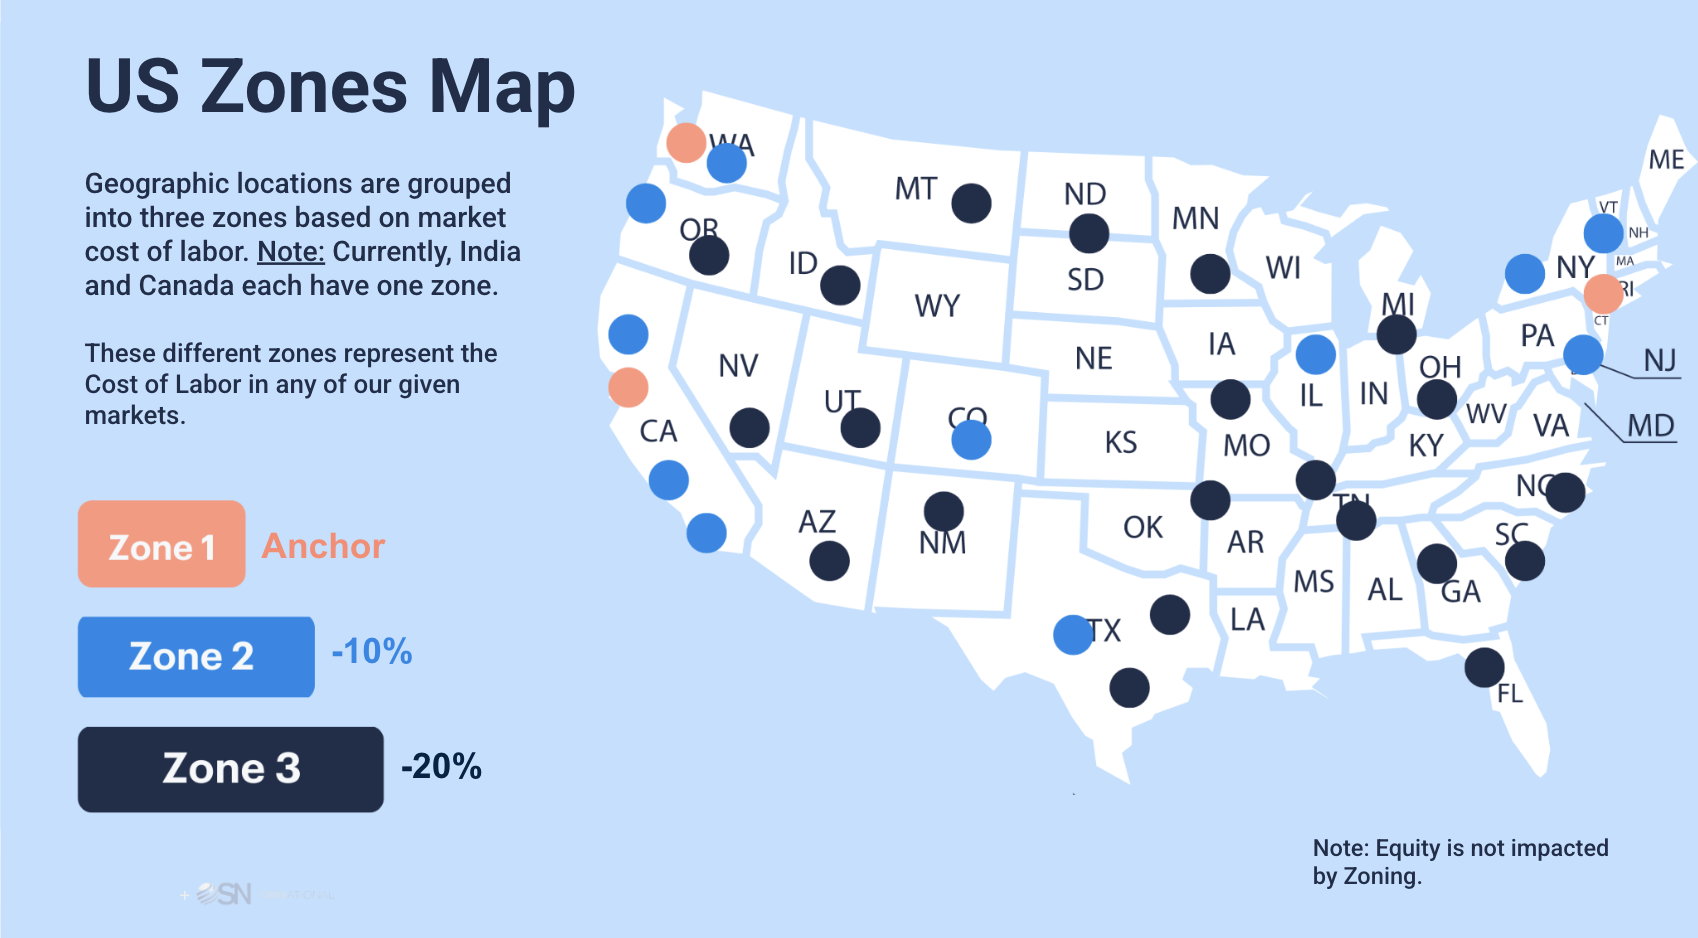 US Zones Map
Geographic locations are grouped
into three zones based on market
cost of labor. Note: Currently, India
and Canada each have one zone.
These different zones represent the
Cost of Labor in any of our given
markets.
Zone 1 Anchor
Zone 2 -10%
Zone 3 -20%
WA
OR
ID
MT
ND
MN
SD
WY
WI
MI
ME
VT
NH
MA
NY
RI
CT
PA
NJ
MD
NV
UT
CO
NE
IA
IL
IN
OH
WV
VA
CA
KS
MO
KY
AZ
NM
OK
AR
TN
NC
SC
MS
AL
GA
TX
LA
FL
Note: Equity is not impacted
by Zoning.
+ SN